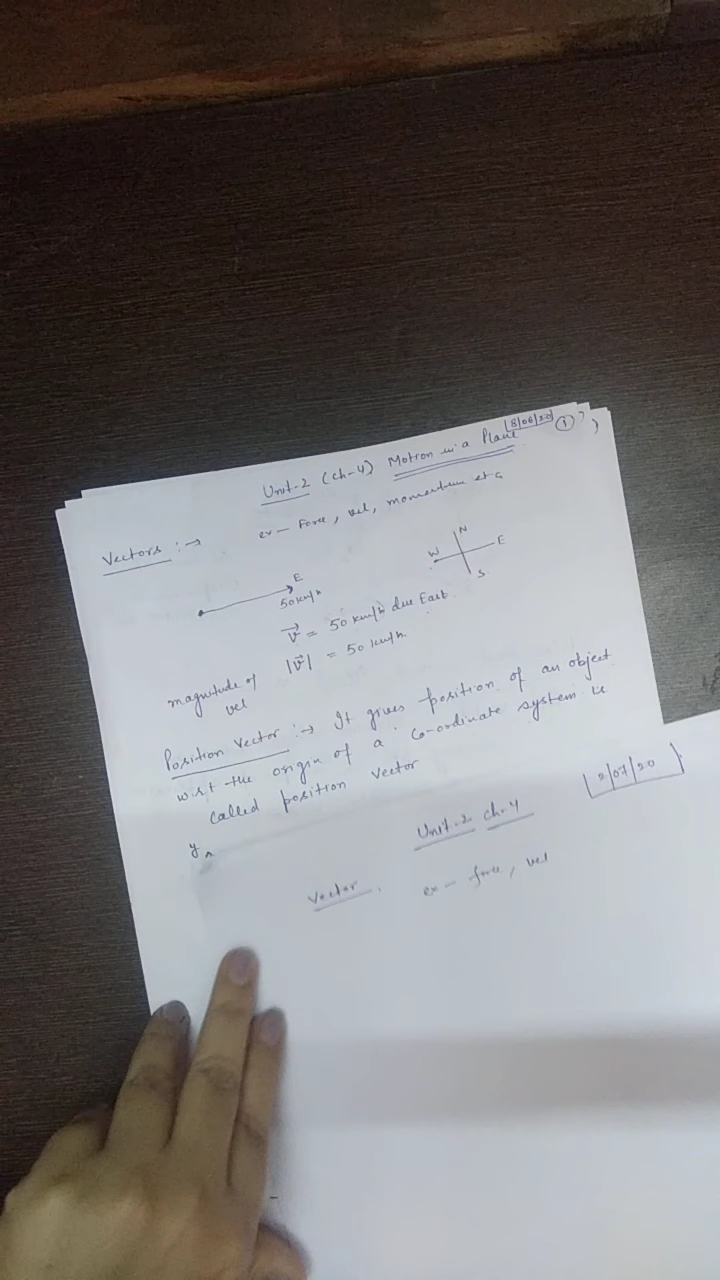 18/06/20 ①
Unit-2 (ch-4) Motion in a Plane
Vectors :→ ex – Force, vel, momentum etc
N
W E
S
E
50 km/h
v⃗ = 50 km/h due East
magnitude of vel |v⃗| = 50 km/h.
Position Vector :→ It gives position of an object
w.r.t the origin of a co-ordinate system is
called position vector
y
2/07/20
Unit-2 ch-4
Vector. ex – force, vel